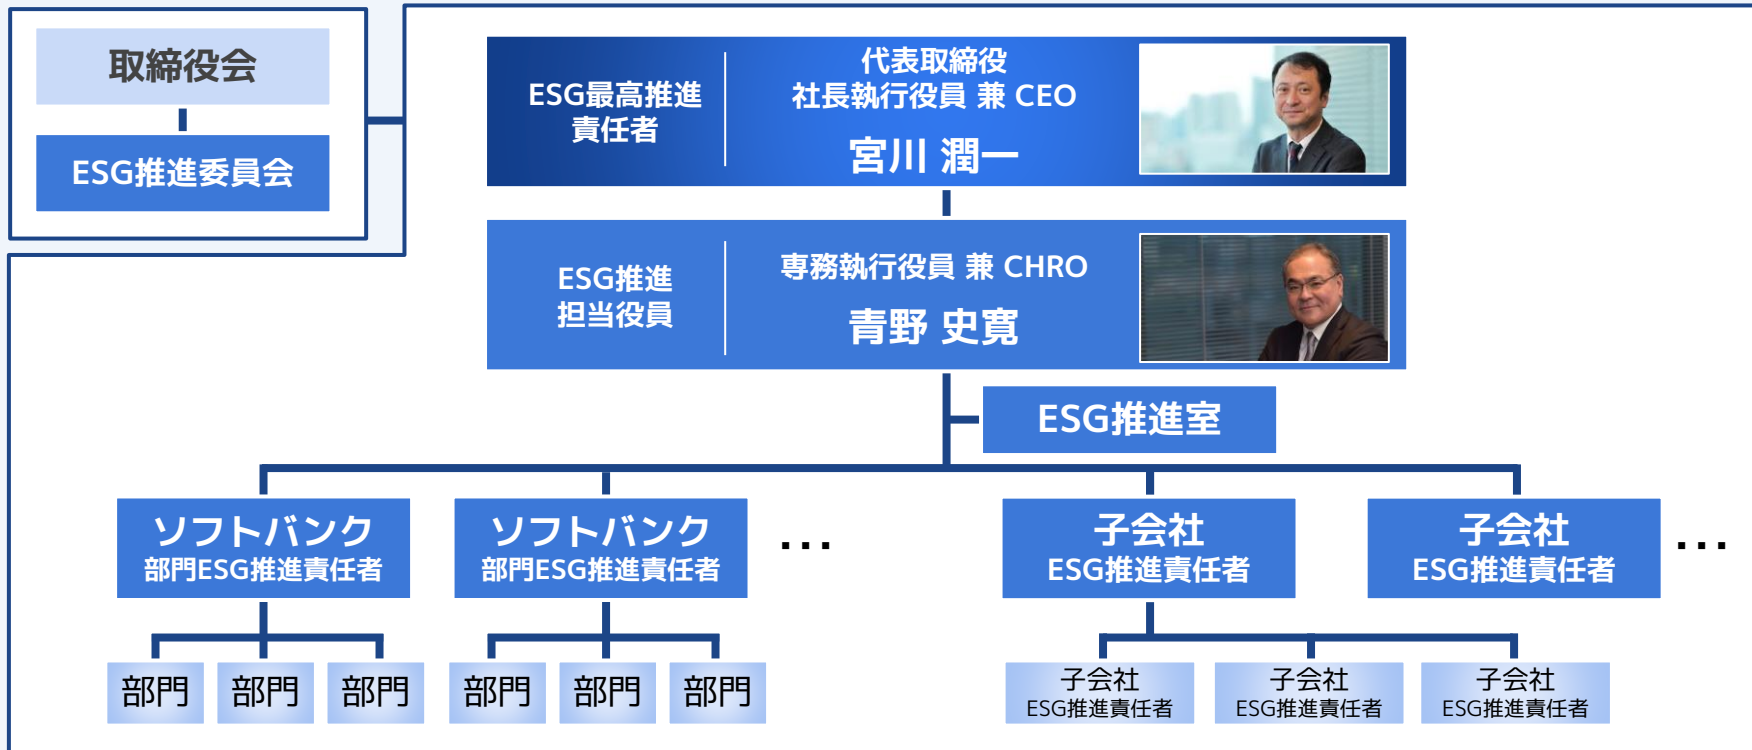 取締役会
ESG推進委員会
ESG最高推進
責任者
代表取締役
社長執行役員 兼 CEO
宮川 潤一
ESG推進
担当役員
専務執行役員 兼 CHRO
青野 史寛
ESG推進室
ソフトバンク
部門ESG推進責任者
ソフトバンク
部門ESG推進責任者
...
子会社
ESG推進責任者
子会社
ESG推進責任者
...
部門
部門
部門
部門
部門
部門
子会社
ESG推進責任者
子会社
ESG推進責任者
子会社
ESG推進責任者